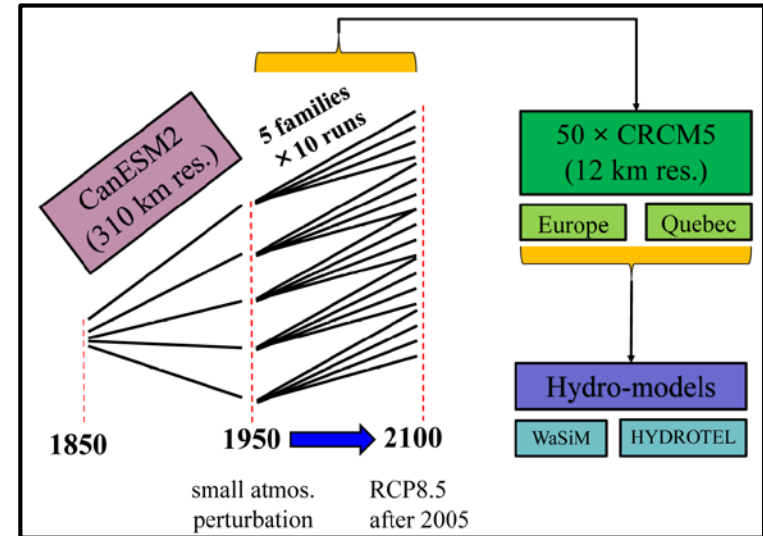 CanESM2
(310 km res.)
5 families
× 10 runs
1850
1950
2100
small atmos.
perturbation
RCP8.5
after 2005
50 × CRCM5
(12 km res.)
Europe
Quebec
Hydro-models
WaSiM
HYDROTEL